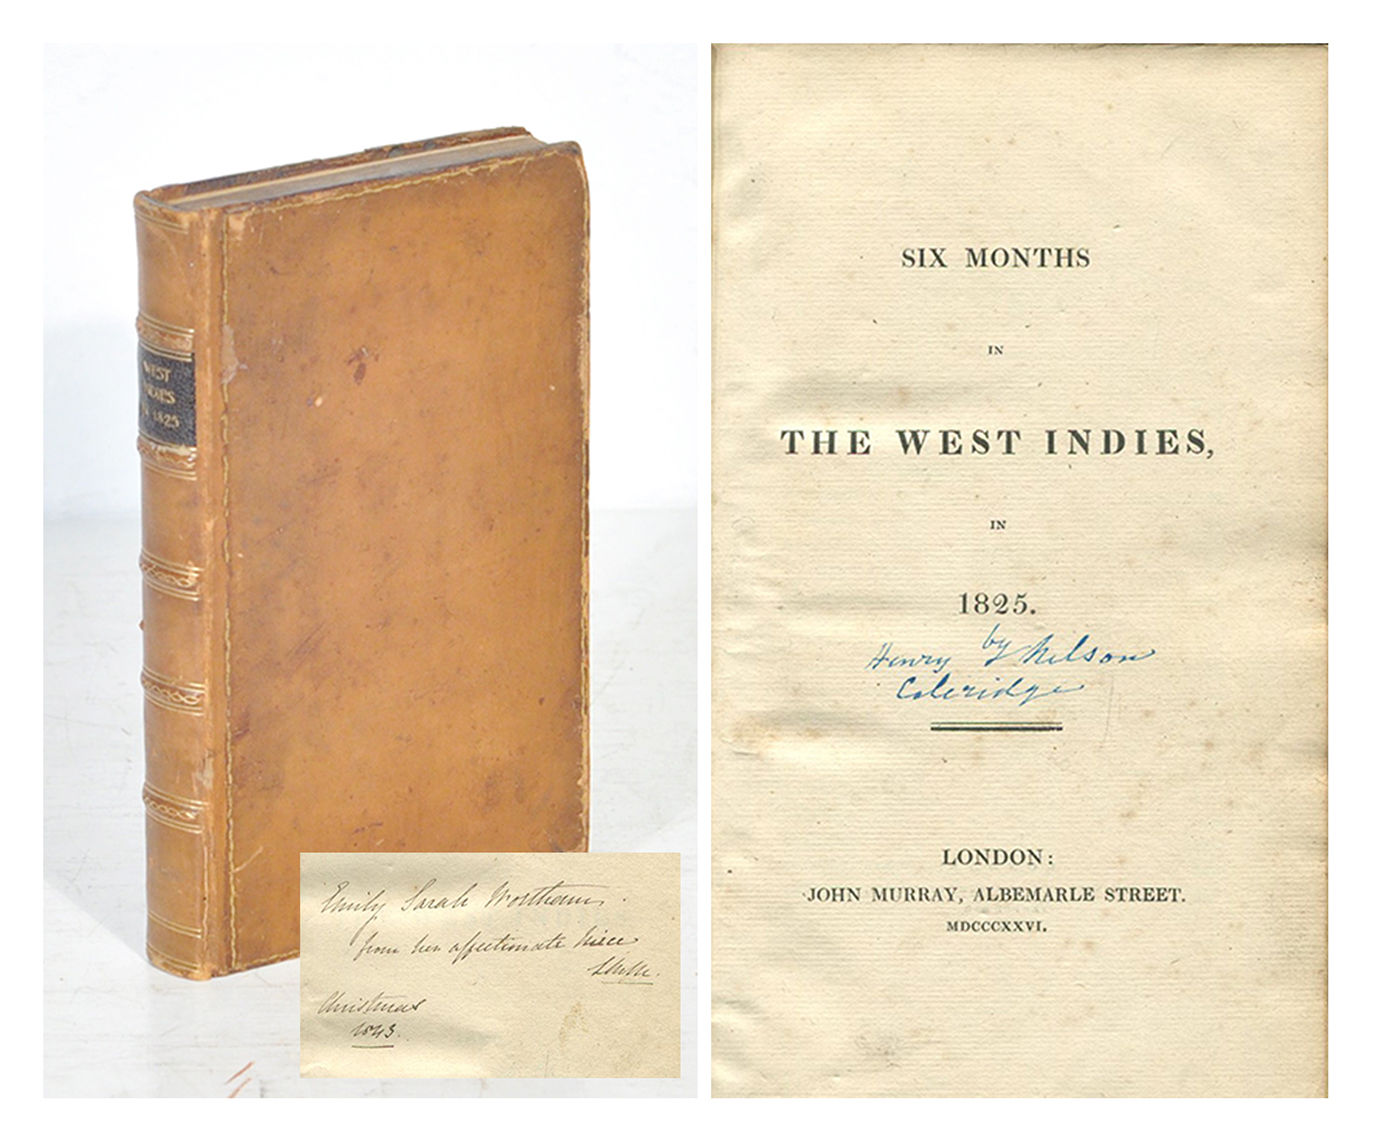 WEST
INDIES
IN 1825
Emily Sarah Wortham.
from her affectionate Niece
Christmas
1843.
SIX MONTHS
IN
THE WEST INDIES,
IN
1825.
by
Henry Nelson
Coleridge
LONDON:
JOHN MURRAY, ALBEMARLE STREET.
MDCCCXXVI.